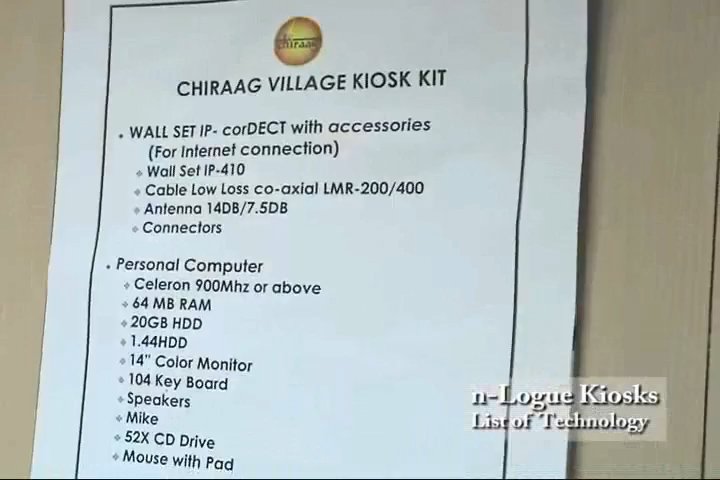 chiraag
CHIRAAG VILLAGE KIOSK KIT
WALL SET IP- corDECT with accessories
(For Internet connection)
Wall Set IP-410
Cable Low Loss co-axial LMR-200/400
Antenna 14DB/7.5DB
Connectors
Personal Computer
Celeron 900Mhz or above
64 MB RAM
20GB HDD
1.44HDD
14" Color Monitor
104 Key Board
Speakers
Mike
52X CD Drive
Mouse with Pad
n-Logue Kiosks
List of Technology